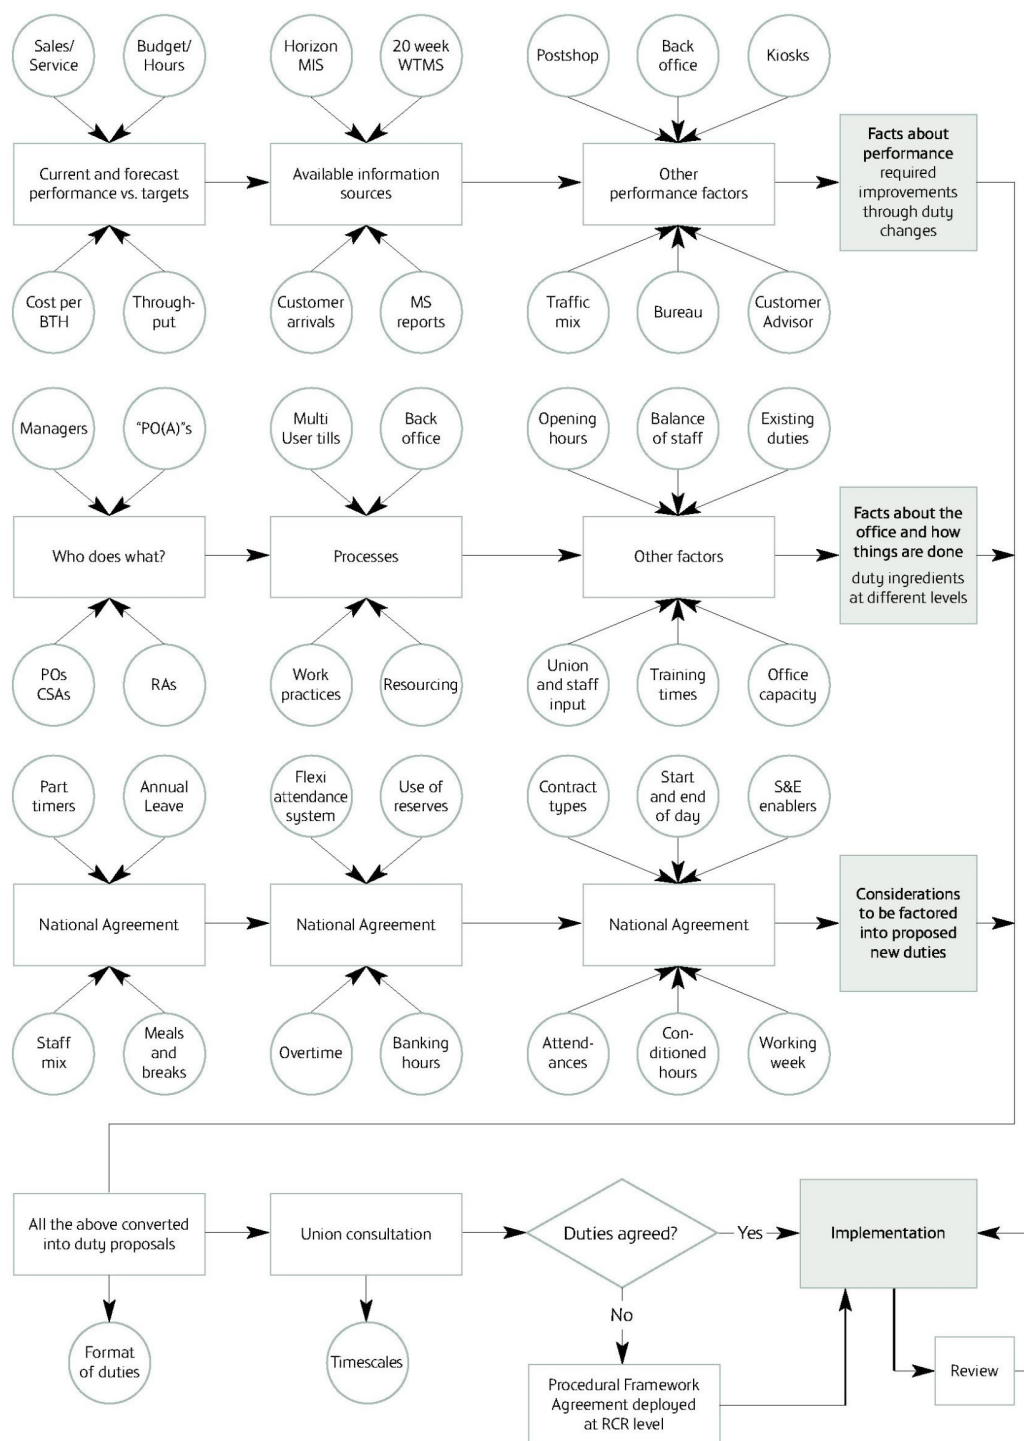 Sales/
Service
Budget/
Hours
Horizon
MIS
20 week
WTMS
Postshop
Back
office
Kiosks
Current and forecast
performance vs. targets
Available information
sources
Other
performance factors
Facts about
performance
required
improvements
through duty
changes
Cost per
BTH
Through-
put
Customer
arrivals
MS
reports
Traffic
mix
Bureau
Customer
Advisor
Managers
"PO(A)"s
Multi
User tills
Back
office
Opening
hours
Balance
of staff
Existing
duties
Who does what?
Processes
Other factors
Facts about the
office and how
things are done
duty ingredients
at different levels
POs
CSAs
RAs
Work
practices
Resourcing
Union
and staff
input
Training
times
Office
capacity
Part
timers
Annual
Leave
Flexi
attendance
system
Use of
reserves
Contract
types
Start
and end
of day
S&E
enablers
National Agreement
National Agreement
National Agreement
Considerations
to be factored
into proposed
new duties
Staff
mix
Meals
and
breaks
Overtime
Banking
hours
Attend-
ances
Con-
ditioned
hours
Working
week
All the above converted
into duty proposals
Union consultation
Duties agreed?
Yes
Implementation
No
Format
of duties
Timescales
Procedural Framework
Agreement deployed
at RCR level
Review